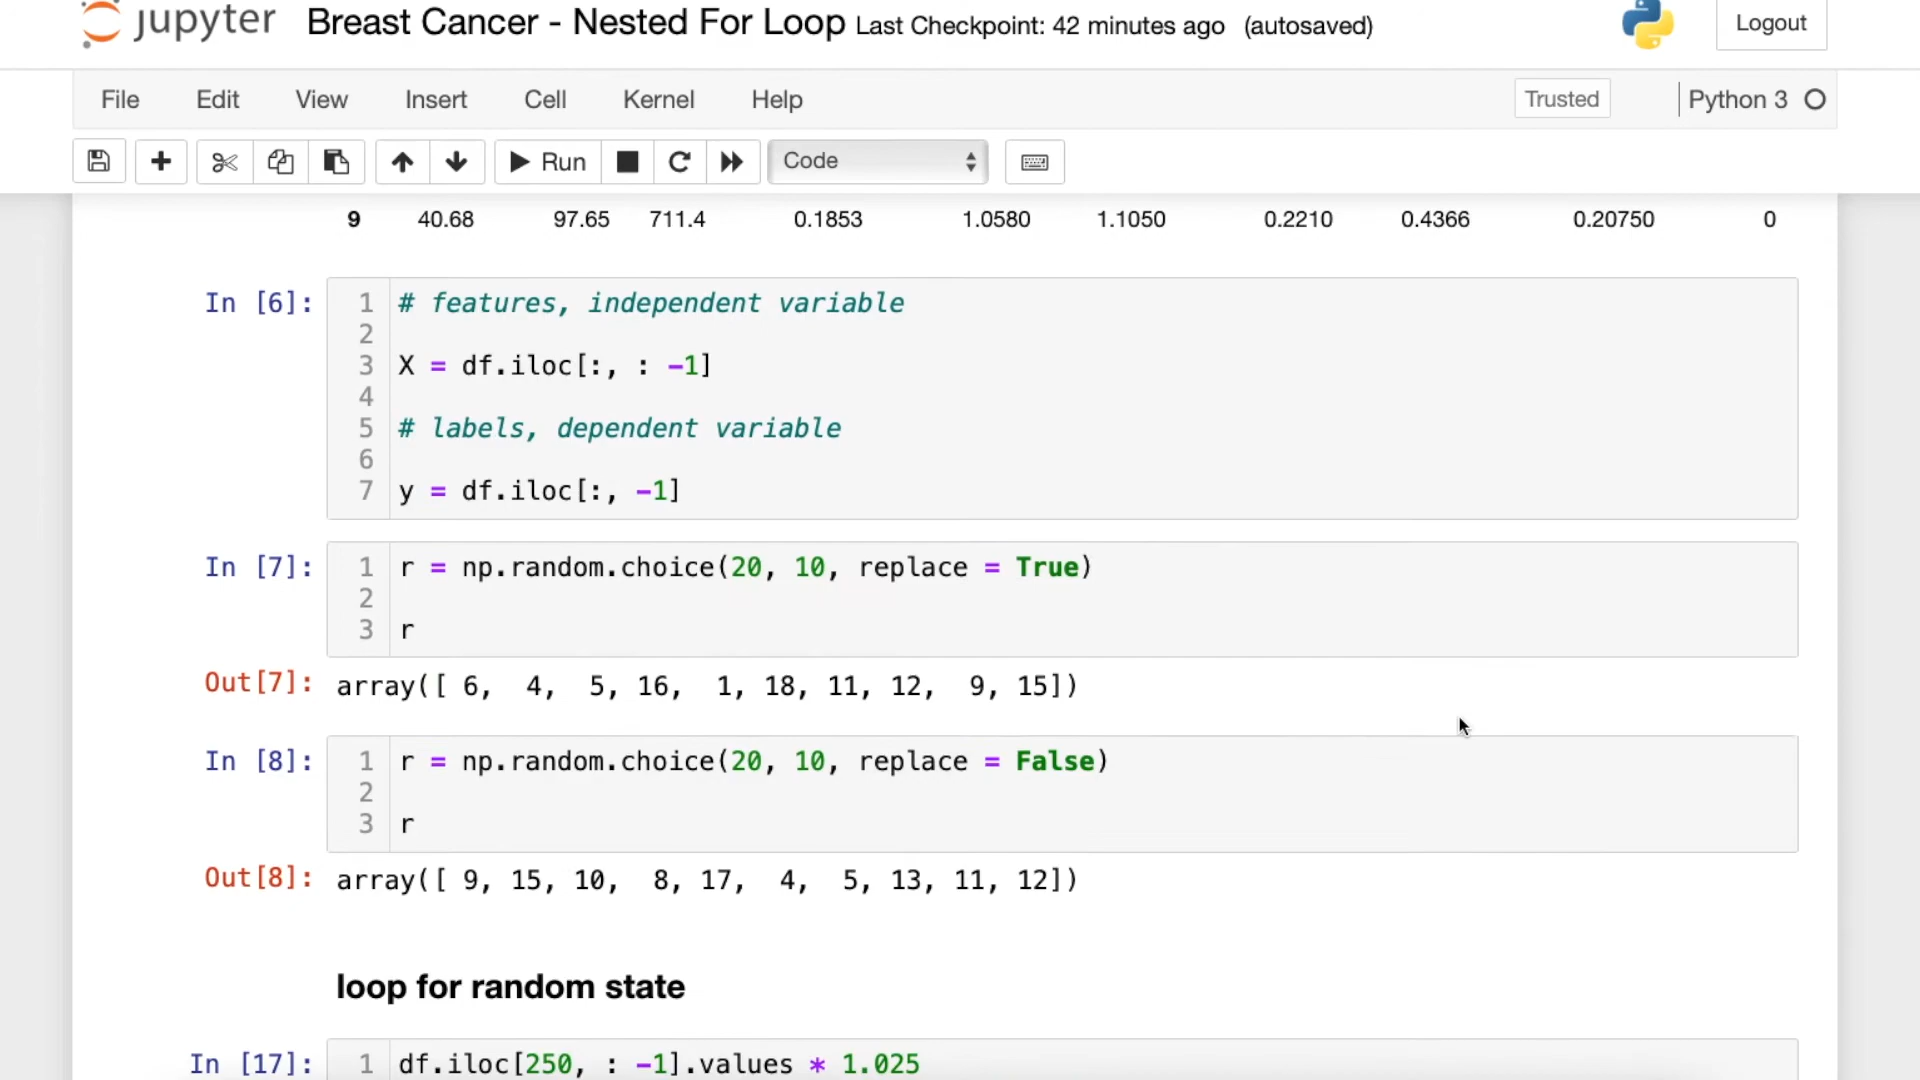 jupyter Breast Cancer - Nested For Loop Last Checkpoint: 42 minutes ago (autosaved) Logout
File Edit View Insert Cell Kernel Help Trusted Python 3
Run Code
9 40.68 97.65 711.4 0.1853 1.0580 1.1050 0.2210 0.4366 0.20750 0
In [6]: 1 # features, independent variable
2
3 X = df.iloc[:, : -1]
4
5 # labels, dependent variable
6
7 y = df.iloc[:, -1]
In [7]: 1 r = np.random.choice(20, 10, replace = True)
2
3 r
Out[7]: array([ 6, 4, 5, 16, 1, 18, 11, 12, 9, 15])
In [8]: 1 r = np.random.choice(20, 10, replace = False)
2
3 r
Out[8]: array([ 9, 15, 10, 8, 17, 4, 5, 13, 11, 12])
loop for random state
In [17]: 1 df.iloc[250, : -1].values * 1.025